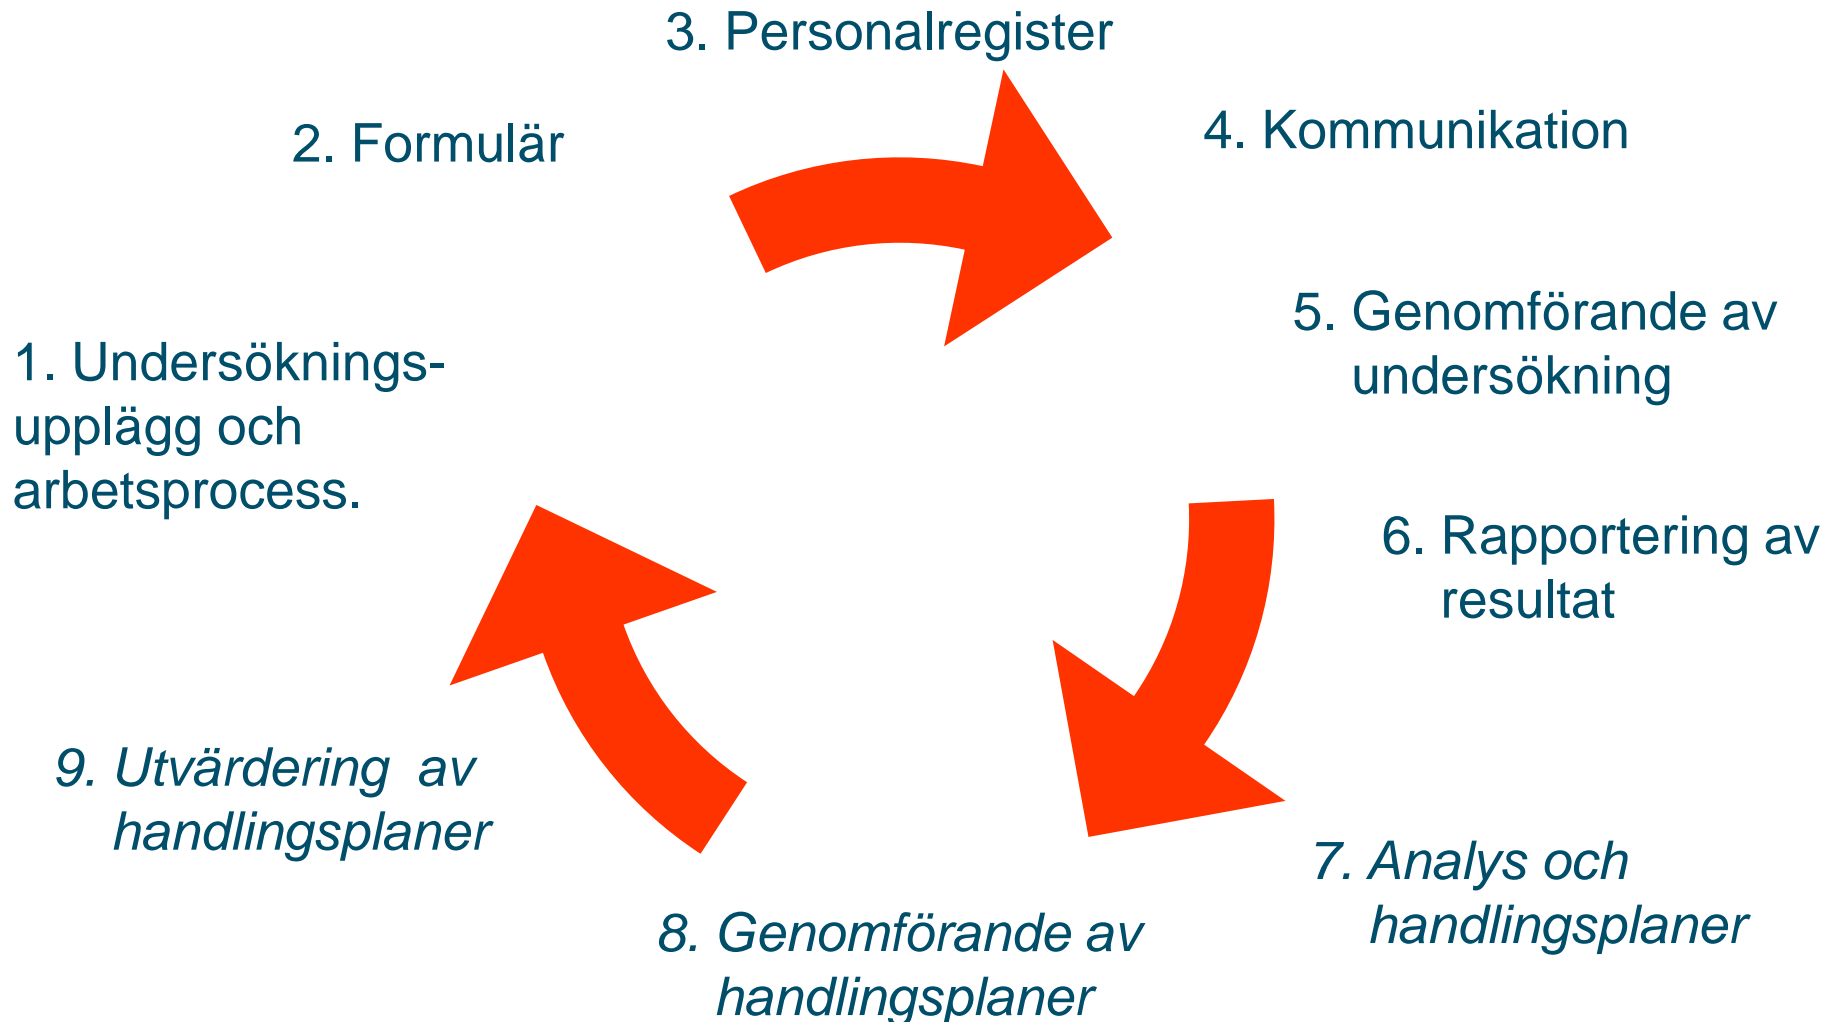 1. Undersöknings-
upplägg och
arbetsprocess.
2. Formulär
3. Personalregister
4. Kommunikation
5. Genomförande av
undersökning
6. Rapportering av
resultat
7. Analys och
handlingsplaner
8. Genomförande av
handlingsplaner
9. Utvärdering av
handlingsplaner